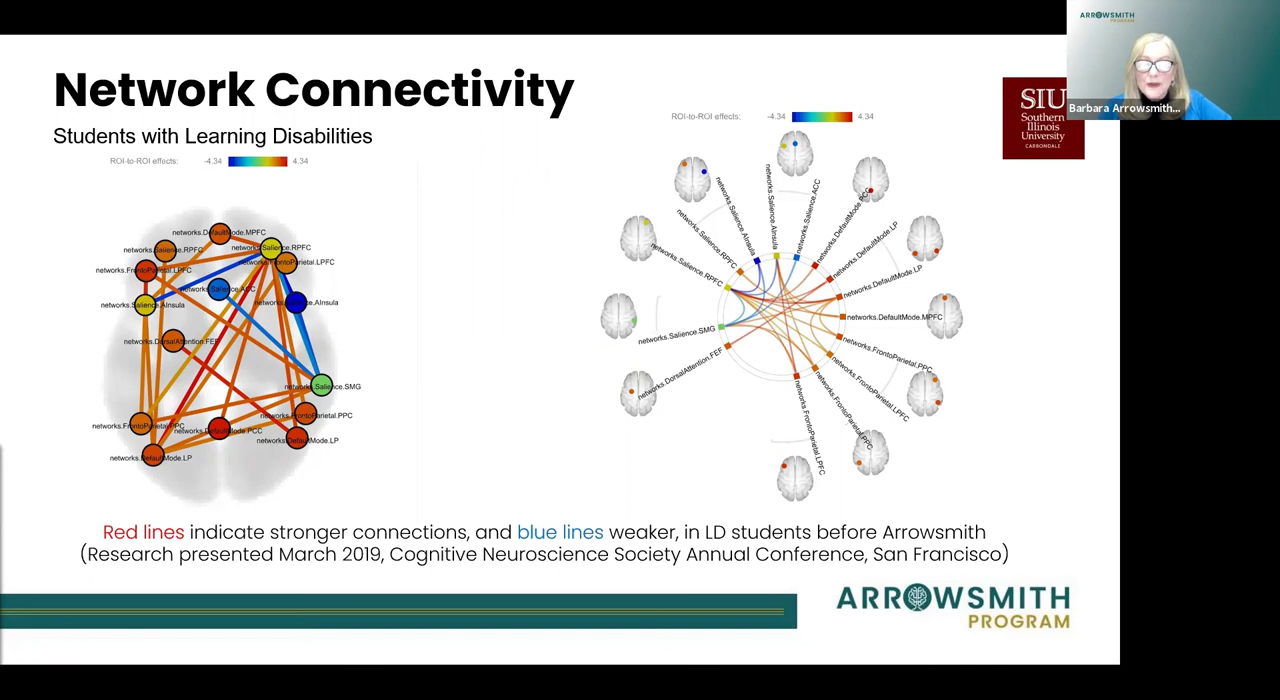 Network Connectivity
Students with Learning Disabilities
ROI-to-ROI effects: -4.34 4.34
networks.DefaultMode.MPFC
networks.Salience.RPFC
networks.Salience.RPFC
networks.FrontoParietal.LPFC
networks.FrontoParietal.LPFC
networks.Salience.ACC
networks.Salience.AInsula
networks.Salience.AInsula
networks.DorsalAttention.FEF
networks.Salience.SMG
networks.FrontoParietal.PPC
networks.FrontoParietal.PPC
networks.DefaultMode.PCC
networks.DefaultMode.LP
networks.DefaultMode.LP
ROI-to-ROI effects: -4.34 4.34
networks.Salience.AInsula
networks.Salience.AInsula
networks.Salience.ACC
networks.DefaultMode.PCC
networks.DefaultMode.LP
networks.DefaultMode.LP
networks.DefaultMode.MPFC
networks.FrontoParietal.PPC
networks.FrontoParietal.LPFC
networks.FrontoParietal.PPC
networks.FrontoParietal.LPFC
networks.DorsalAttention.FEF
networks.Salience.SMG
networks.Salience.RPFC
networks.Salience.RPFC
SIU
Southern
Illinois
University
CARBONDALE
ARROWSMITH
PROGRAM
Barbara Arrowsmith...
Red lines indicate stronger connections, and blue lines weaker, in LD students before Arrowsmith
(Research presented March 2019, Cognitive Neuroscience Society Annual Conference, San Francisco)
ARROWSMITH
PROGRAM